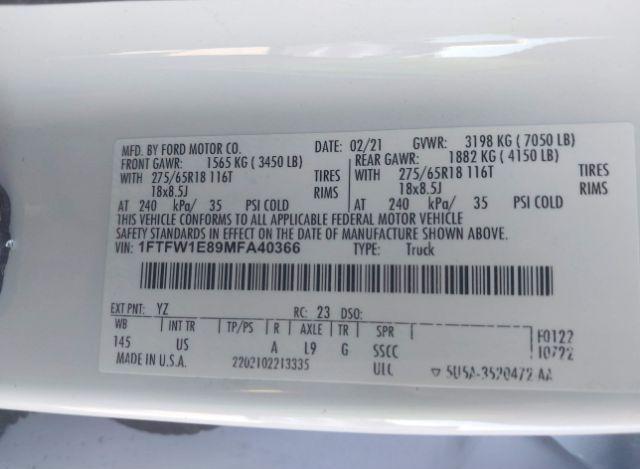 MFD. BY FORD MOTOR CO. DATE: 02/21 GVWR: 3198 KG ( 7050 LB)
FRONT GAWR: 1565 KG ( 3450 LB) REAR GAWR: 1882 KG ( 4150 LB)
WITH 275/65R18 116T TIRES WITH 275/65R18 116T TIRES
18x8.5J RIMS 18x8.5J RIMS
AT 240 kPa/ 35 PSI COLD AT 240 kPa/ 35 PSI COLD
THIS VEHICLE CONFORMS TO ALL APPLICABLE FEDERAL MOTOR VEHICLE
SAFETY STANDARDS IN EFFECT ON THE DATE OF MANUFACTURE SHOWN ABOVE.
VIN: 1FTFW1E89MFA40366 TYPE: Truck
EXT PNT: YZ RC: 23 DSO:
WB INT TR TP/PS R AXLE TR SPR F0122
145 US A L9 G SSCC 10722
MADE IN U.S.A. 2202102213335 ULC ▽ 5U5A-3520472 AA